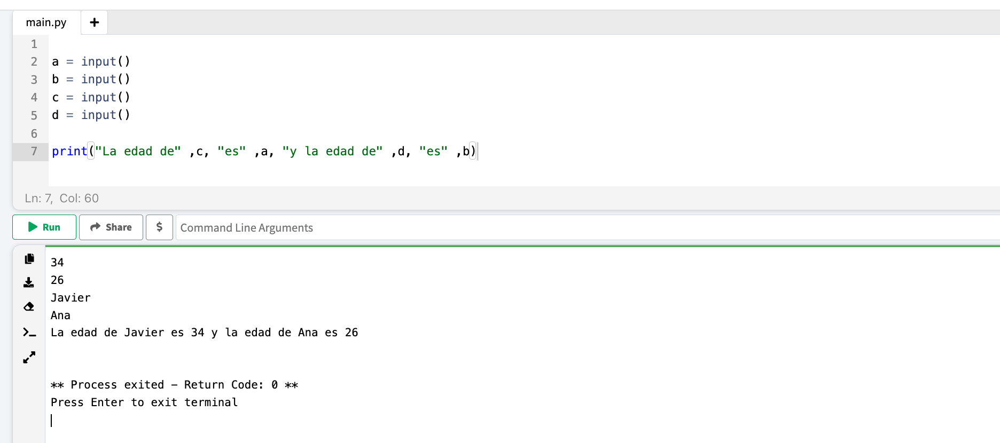 main.py +
1
2 a = input()
3 b = input()
4 c = input()
5 d = input()
6
7 print("La edad de" ,c, "es" ,a, "y la edad de" ,d, "es" ,b)
Ln: 7, Col: 60
Run Share $ Command Line Arguments
34
26
Javier
Ana
La edad de Javier es 34 y la edad de Ana es 26
** Process exited - Return Code: 0 **
Press Enter to exit terminal